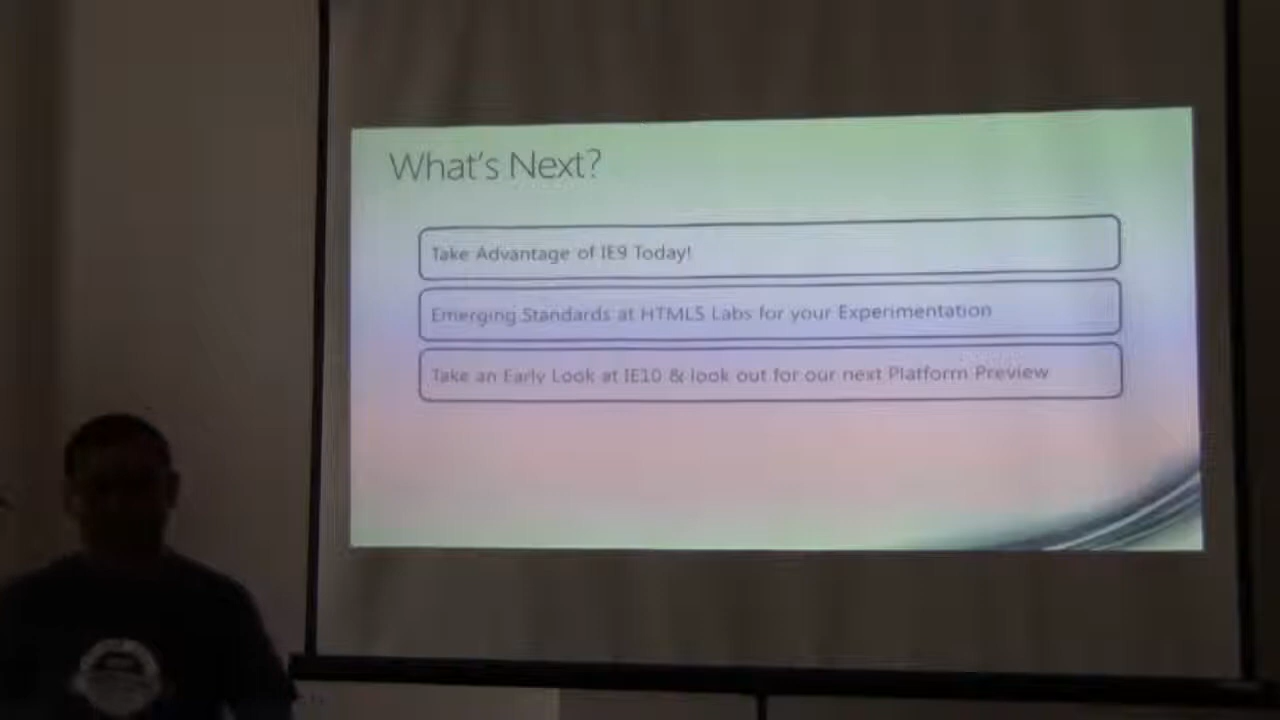 What's Next?
Take Advantage of IE9 Today!
Emerging Standards at HTML5 Labs for your Experimentation
Take an Early Look at IE10 & look out for our next Platform Preview